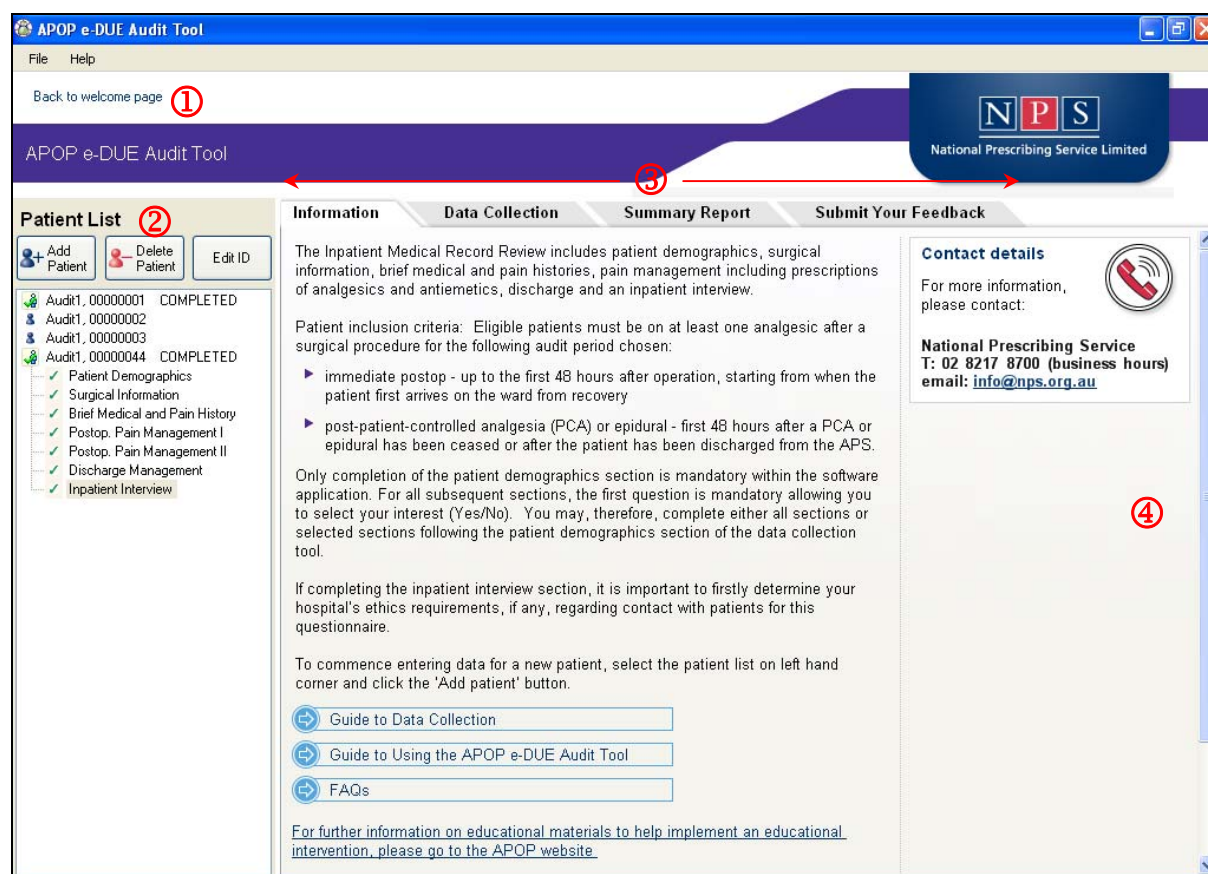 APOP e-DUE Audit Tool
File Help
Back to welcome page ①
NPS
National Prescribing Service Limited
APOP e-DUE Audit Tool
③
Patient List ②
Add Patient
Delete Patient
Edit ID
Audit1, 00000001 COMPLETED
Audit1, 00000002
Audit1, 00000003
Audit1, 00000044 COMPLETED
Patient Demographics
Surgical Information
Brief Medical and Pain History
Postop. Pain Management I
Postop. Pain Management II
Discharge Management
Inpatient Interview
Information Data Collection Summary Report Submit Your Feedback
The Inpatient Medical Record Review includes patient demographics, surgical
information, brief medical and pain histories, pain management including prescriptions
of analgesics and antiemetics, discharge and an inpatient interview.
Patient inclusion criteria: Eligible patients must be on at least one analgesic after a
surgical procedure for the following audit period chosen:
immediate postop - up to the first 48 hours after operation, starting from when the
patient first arrives on the ward from recovery
post-patient-controlled analgesia (PCA) or epidural - first 48 hours after a PCA or
epidural has been ceased or after the patient has been discharged from the APS.
Only completion of the patient demographics section is mandatory within the software
application. For all subsequent sections, the first question is mandatory allowing you
to select your interest (Yes/No). You may, therefore, complete either all sections or
selected sections following the patient demographics section of the data collection
tool.
If completing the inpatient interview section, it is important to firstly determine your
hospital's ethics requirements, if any, regarding contact with patients for this
questionnaire.
To commence entering data for a new patient, select the patient list on left hand
corner and click the 'Add patient' button.
Guide to Data Collection
Guide to Using the APOP e-DUE Audit Tool
FAQs
For further information on educational materials to help implement an educational
intervention, please go to the APOP website
Contact details
For more information,
please contact:
National Prescribing Service
T: 02 8217 8700 (business hours)
email: info@nps.org.au
④